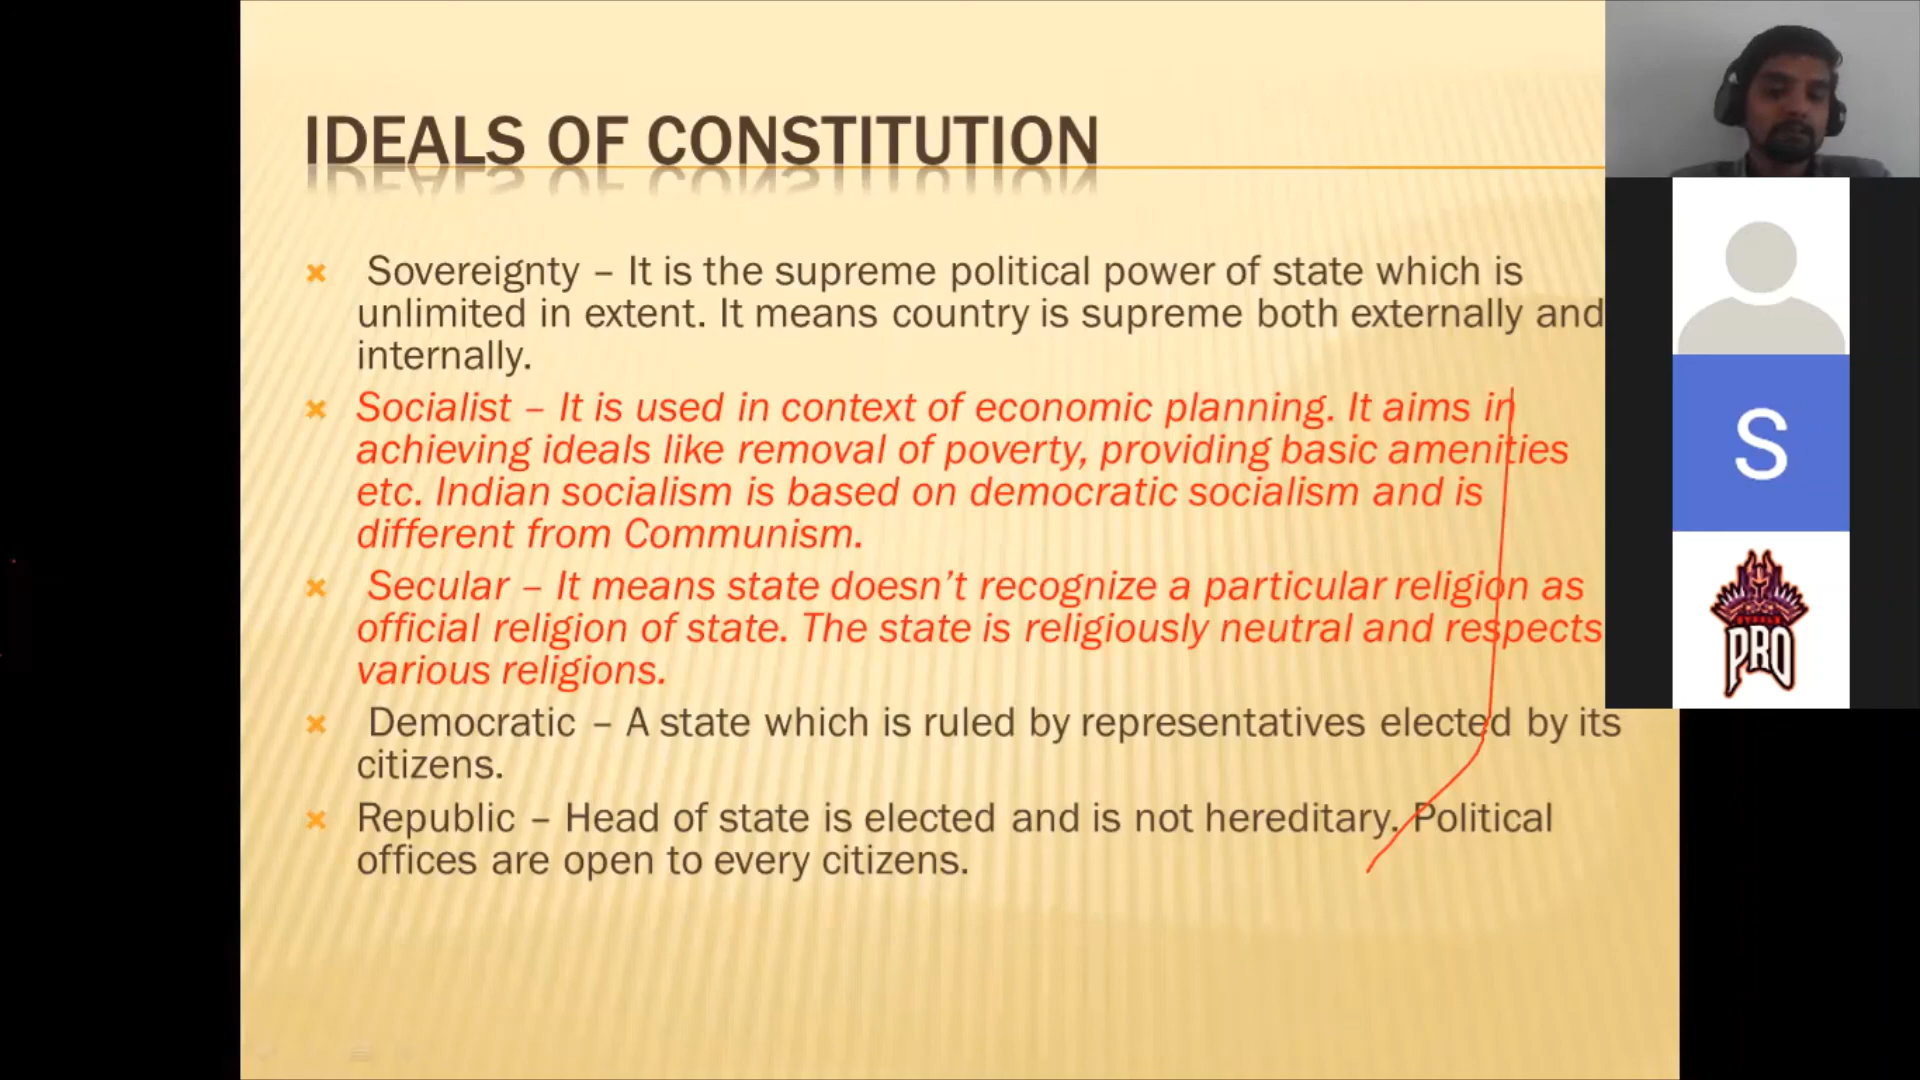 IDEALS OF CONSTITUTION
Sovereignty – It is the supreme political power of state which is
unlimited in extent. It means country is supreme both externally and
internally.
Socialist – It is used in context of economic planning. It aims in
achieving ideals like removal of poverty, providing basic amenities
etc. Indian socialism is based on democratic socialism and is
different from Communism.
Secular – It means state doesn’t recognize a particular religion as
official religion of state. The state is religiously neutral and respects
various religions.
Democratic – A state which is ruled by representatives elected by its
citizens.
Republic – Head of state is elected and is not hereditary. Political
offices are open to every citizens.
S
PRO